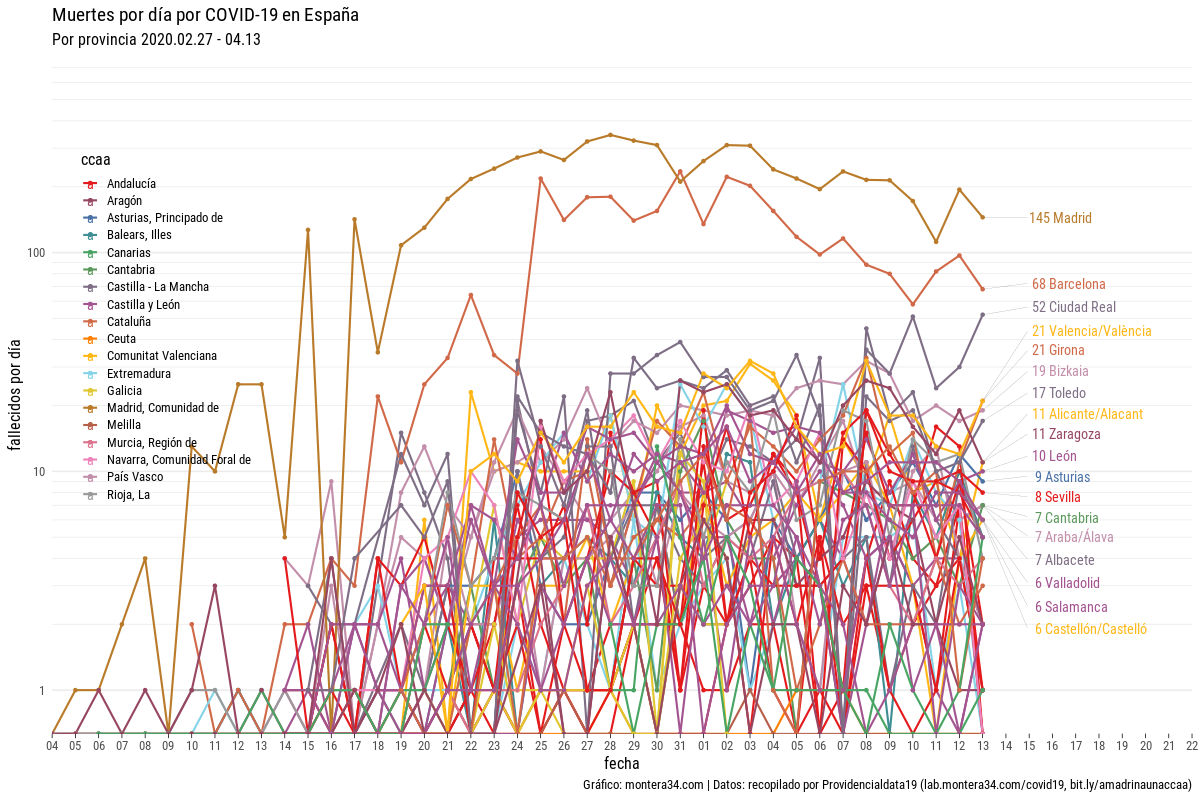 Muertes por día por COVID-19 en España
Por provincia 2020.02.27 - 04.13
ccaa
Andalucía
Aragón
Asturias, Principado de
Balears, Illes
Canarias
Cantabria
Castilla - La Mancha
Castilla y León
Cataluña
Ceuta
Comunitat Valenciana
Extremadura
Galicia
Madrid, Comunidad de
Melilla
Murcia, Región de
Navarra, Comunidad Foral de
País Vasco
Rioja, La
fallecidos por día
100
10
1
145 Madrid
68 Barcelona
52 Ciudad Real
21 Valencia/València
21 Girona
19 Bizkaia
17 Toledo
11 Alicante/Alacant
11 Zaragoza
10 León
9 Asturias
8 Sevilla
7 Cantabria
7 Araba/Álava
7 Albacete
6 Valladolid
6 Salamanca
6 Castellón/Castelló
04 05 06 07 08 09 10 11 12 13 14 15 16 17 18 19 20 21 22 23 24 25 26 27 28 29 30 31 01 02 03 04 05 06 07 08 09 10 11 12 13 14 15 16 17 18 19 20 21 22
fecha
Gráfico: montera34.com | Datos: recopilado por Providencialdata19 (lab.montera34.com/covid19, bit.ly/amadrinaunaccaa)